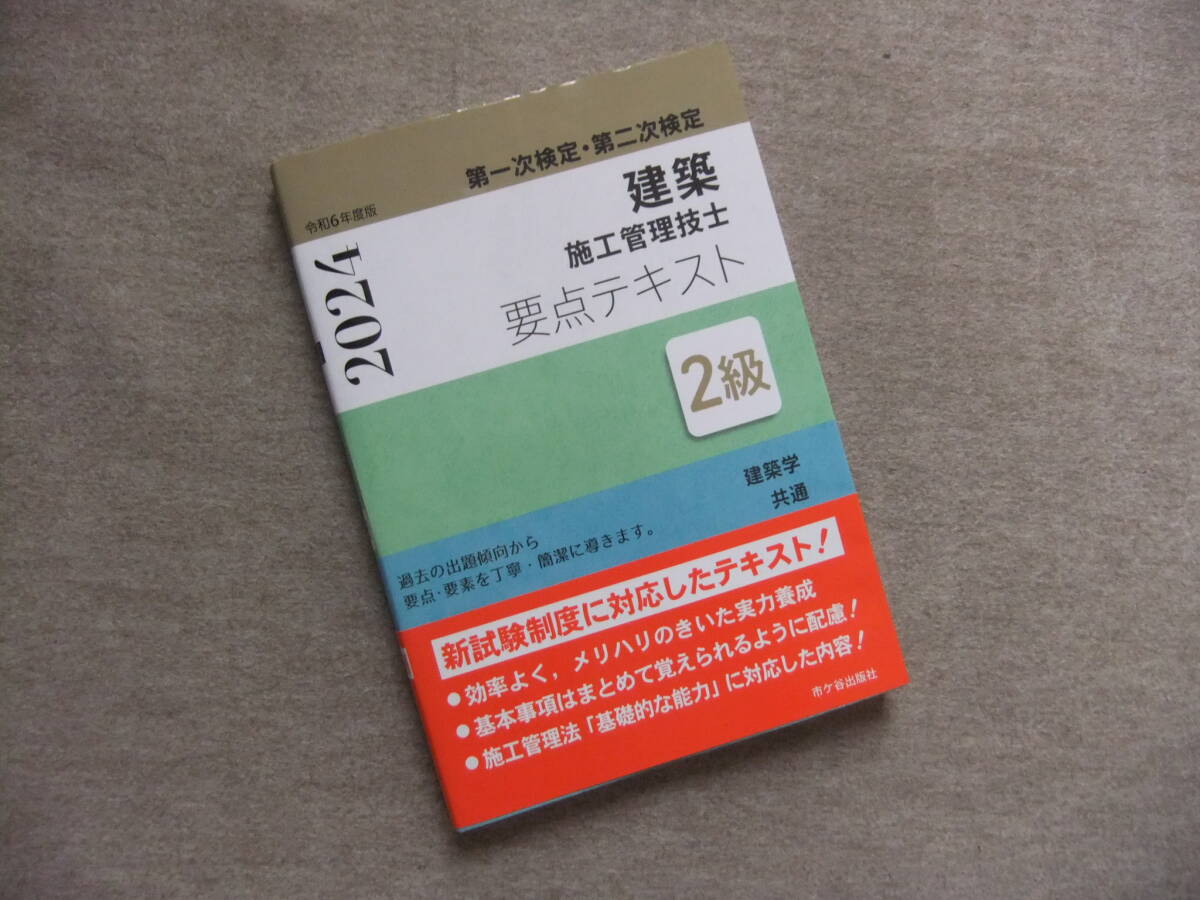 第一次検定・第二次検定
令和6年度版
2024
建築
施工管理技士
要点テキスト
2級
建築学
共通
過去の出題傾向から
要点・要素を丁寧・簡潔に導きます。
新試験制度に対応したテキスト！
●効率よく，メリハリのきいた実力養成
●基本事項はまとめて覚えられるように配慮！
●施工管理法「基礎的な能力」に対応した内容！
市ケ谷出版社